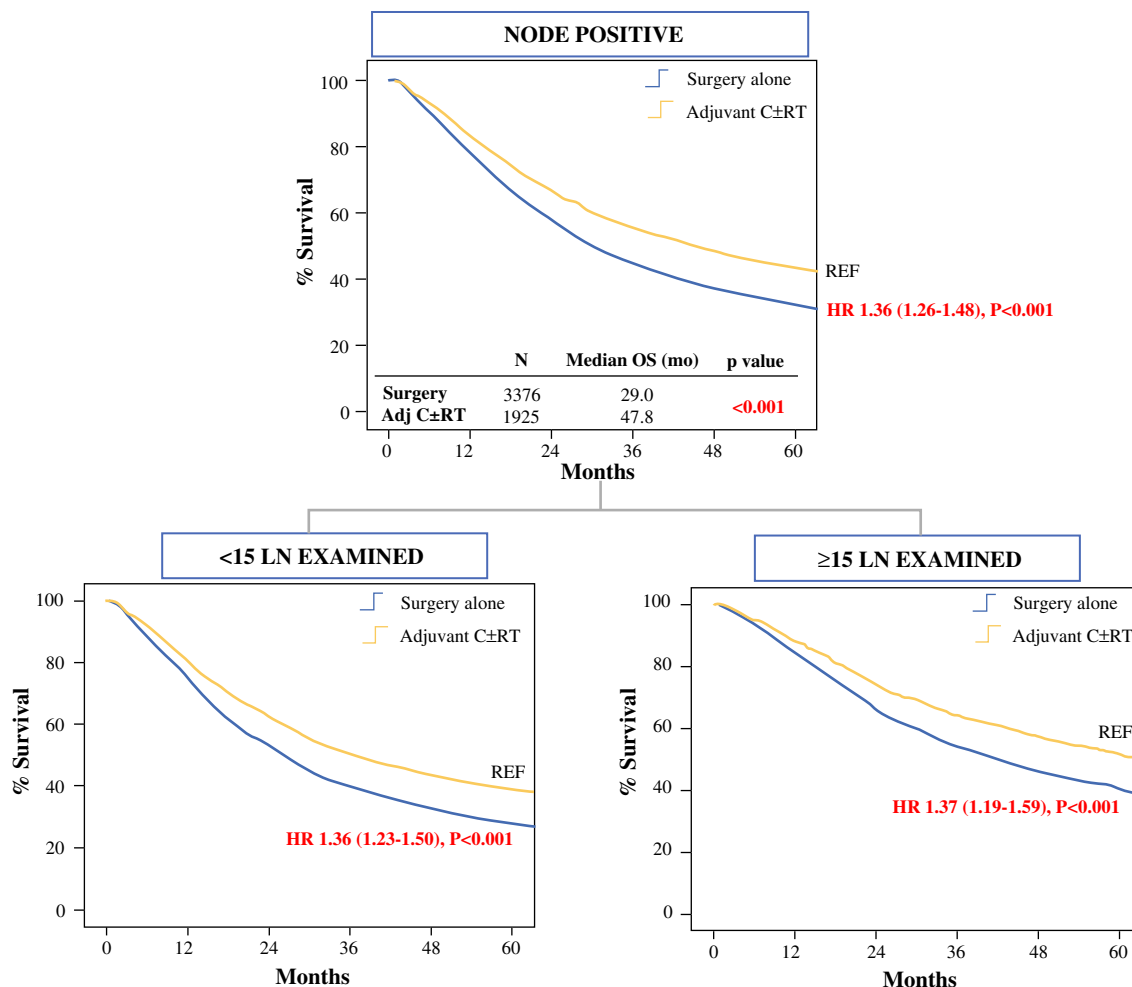 NODE POSITIVE
Surgery alone
Adjuvant C±RT
% Survival
100
80
60
40
20
0
REF
HR 1.36 (1.26-1.48), P<0.001
N Median OS (mo) p value
Surgery 3376 29.0
<0.001
Adj C±RT 1925 47.8
0 12 24 36 48 60
Months
<15 LN EXAMINED
Surgery alone
Adjuvant C±RT
% Survival
100
80
60
40
20
0
REF
HR 1.36 (1.23-1.50), P<0.001
0 12 24 36 48 60
Months
≥15 LN EXAMINED
Surgery alone
Adjuvant C±RT
% Survival
100
80
60
40
20
0
REF
HR 1.37 (1.19-1.59), P<0.001
0 12 24 36 48 60
Months